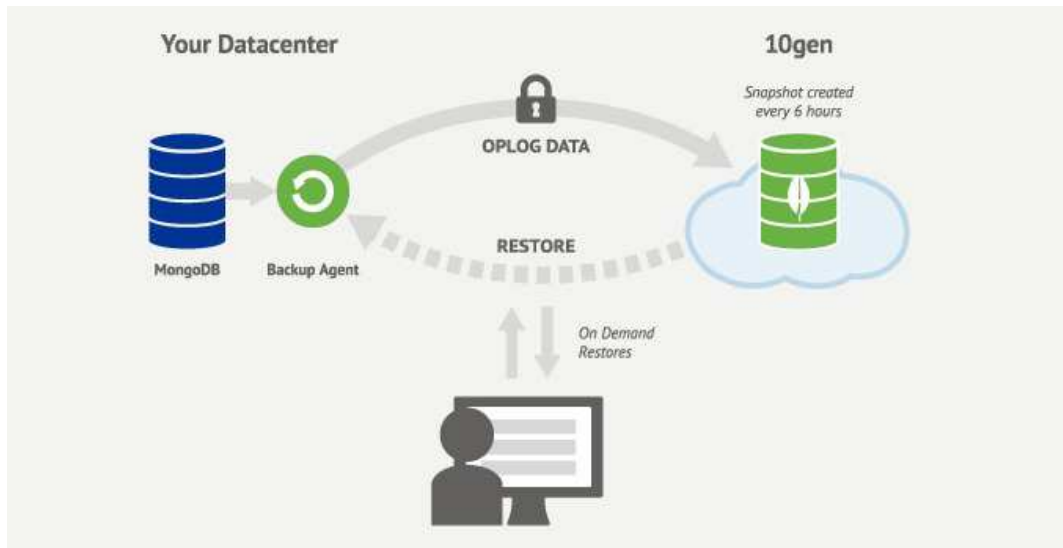 Your Datacenter
10gen
Snapshot created
every 6 hours
OPLOG DATA
RESTORE
MongoDB
Backup Agent
On Demand
Restores